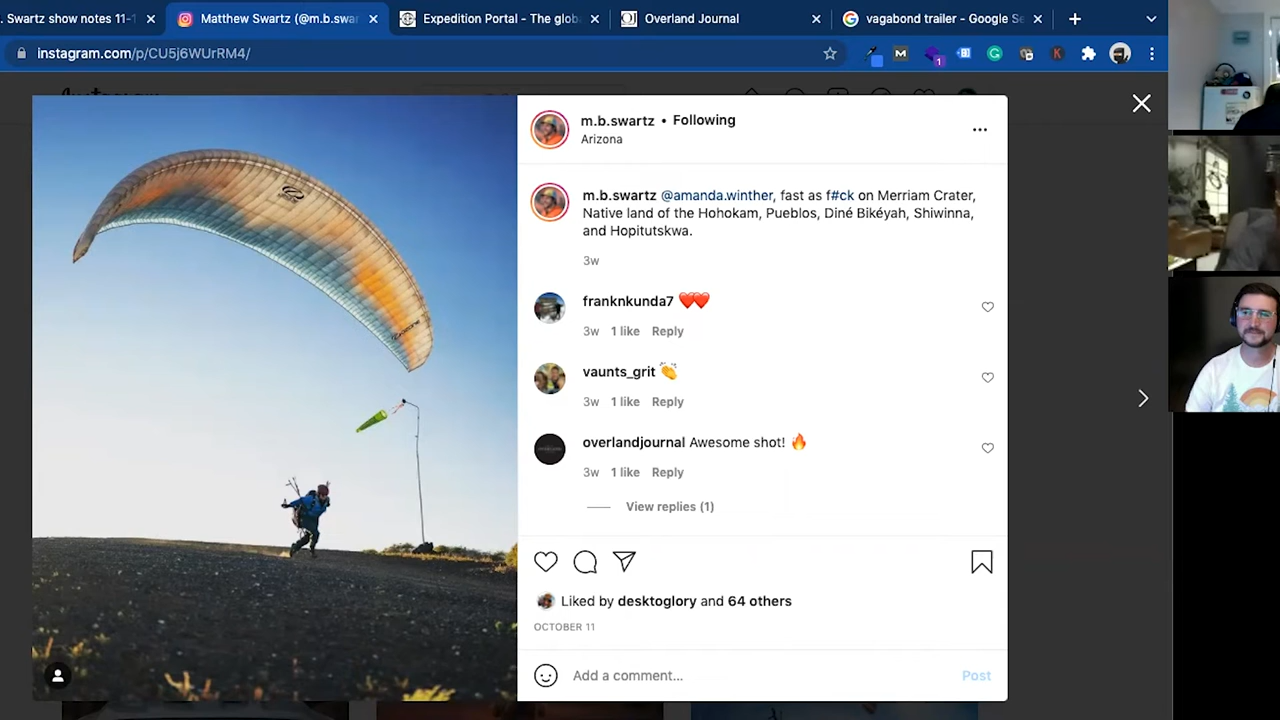 . Swartz show notes 11-1
Matthew Swartz (@m.b.swar
Expedition Portal - The globa
Overland Journal
vagabond trailer - Google Se
instagram.com/p/CU5j6WUrRM4/
m.b.swartz • Following
Arizona
m.b.swartz @amanda.winther, fast as f#ck on Merriam Crater,
Native land of the Hohokam, Pueblos, Diné Bikéyah, Shiwinna,
and Hopitutskwa.
3w
franknkunda7 ❤️❤️
3w 1 like Reply
vaunts_grit 👏
3w 1 like Reply
overlandjournal Awesome shot! 🔥
3w 1 like Reply
View replies (1)
Liked by desktoglory and 64 others
OCTOBER 11
Add a comment...
Post